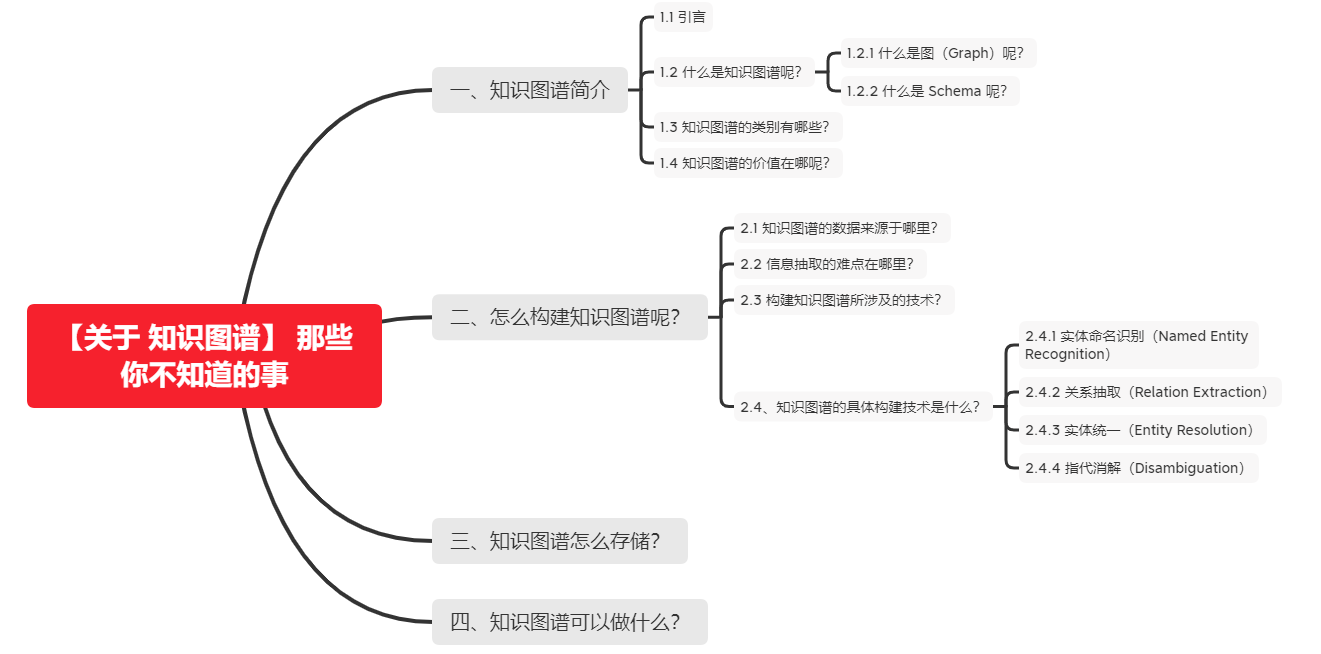 【关于 知识图谱】 那些
你不知道的事
一、知识图谱简介
1.1 引言
1.2 什么是知识图谱呢？
1.2.1 什么是图（Graph）呢？
1.2.2 什么是 Schema 呢？
1.3 知识图谱的类别有哪些？
1.4 知识图谱的价值在哪呢？
二、怎么构建知识图谱呢？
2.1 知识图谱的数据来源于哪里？
2.2 信息抽取的难点在哪里？
2.3 构建知识图谱所涉及的技术？
2.4、知识图谱的具体构建技术是什么？
2.4.1 实体命名识别（Named Entity
Recognition）
2.4.2 关系抽取（Relation Extraction）
2.4.3 实体统一（Entity Resolution）
2.4.4 指代消解（Disambiguation）
三、知识图谱怎么存储？
四、知识图谱可以做什么？